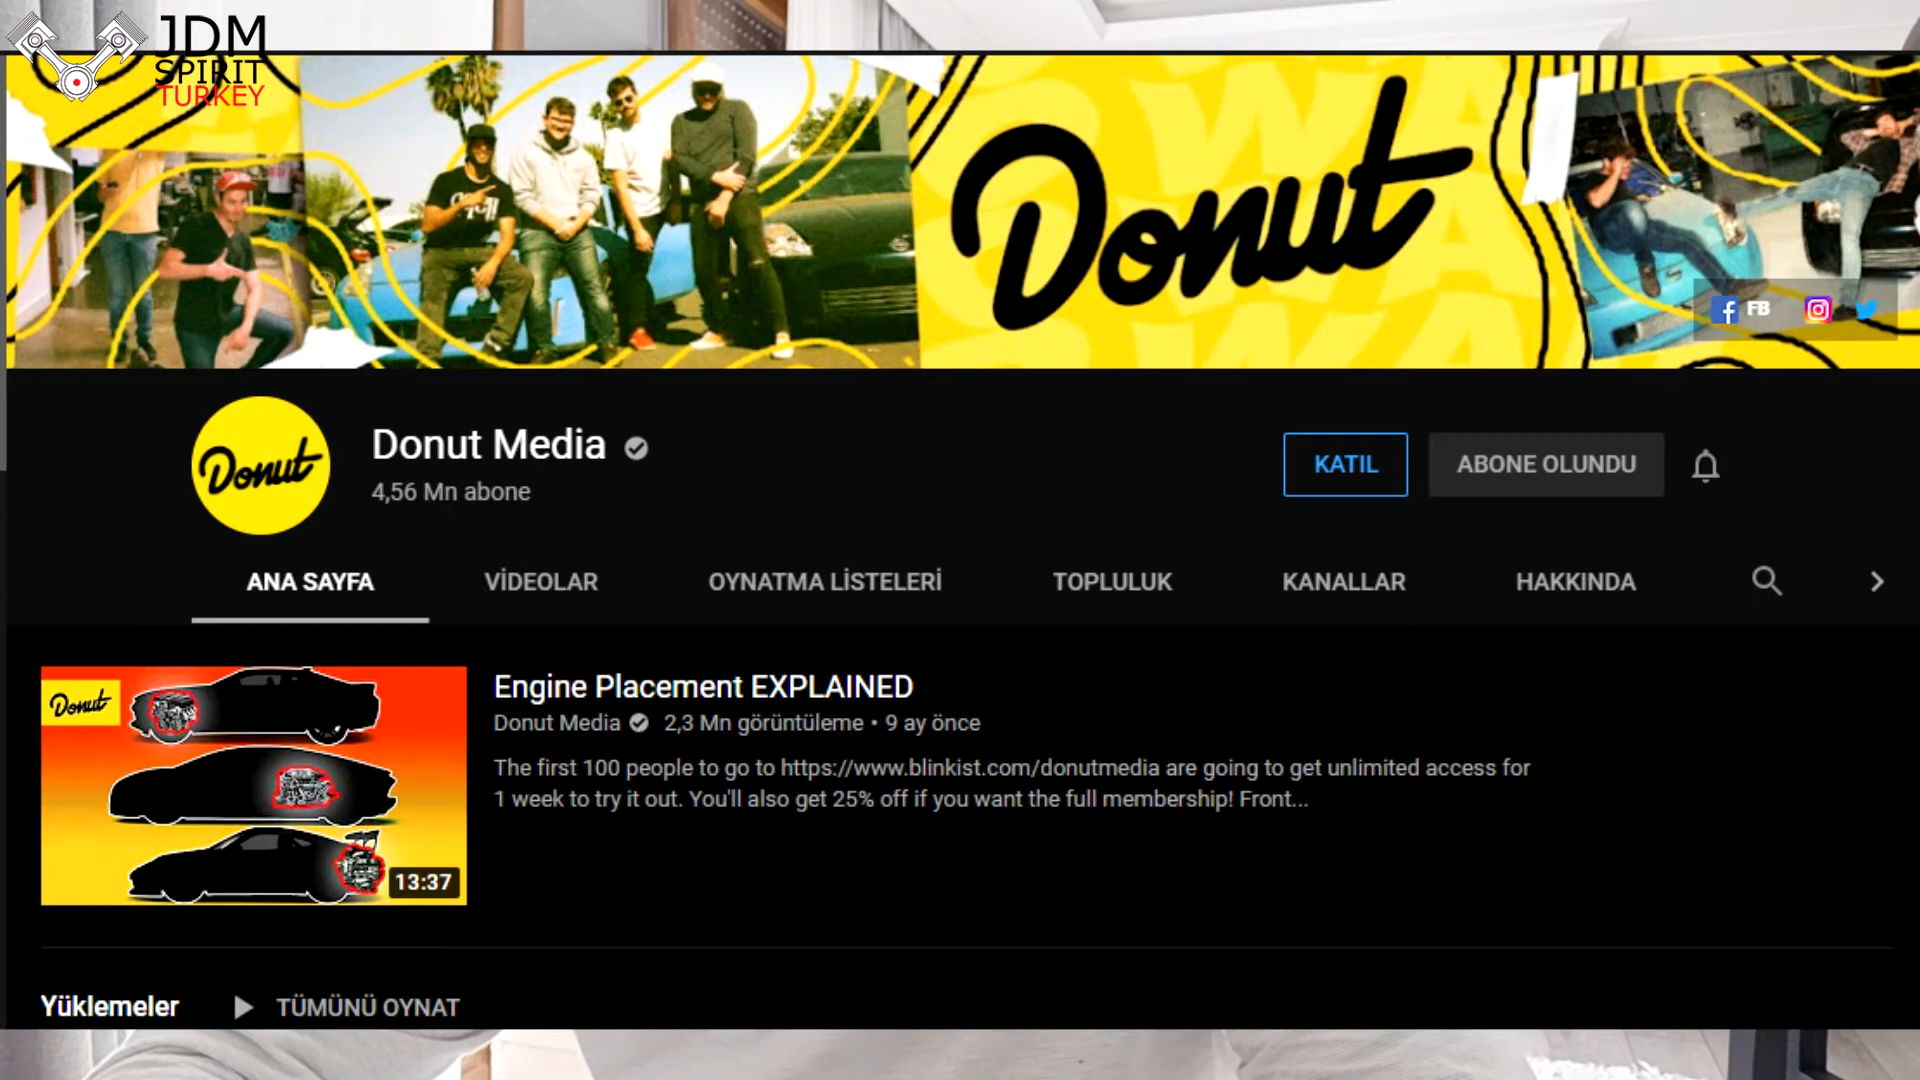 JDM
SPIRIT
TURKEY
Donut
FB
Donut
Donut Media
4,56 Mn abone
KATIL
ABONE OLUNDU
ANA SAYFA
VİDEOLAR
OYNATMA LİSTELERİ
TOPLULUK
KANALLAR
HAKKINDA
Donut
13:37
Engine Placement EXPLAINED
Donut Media 2,3 Mn görüntüleme • 9 ay önce
The first 100 people to go to https://www.blinkist.com/donutmedia are going to get unlimited access for
1 week to try it out. You'll also get 25% off if you want the full membership! Front...
Yüklemeler
TÜMÜNÜ OYNAT